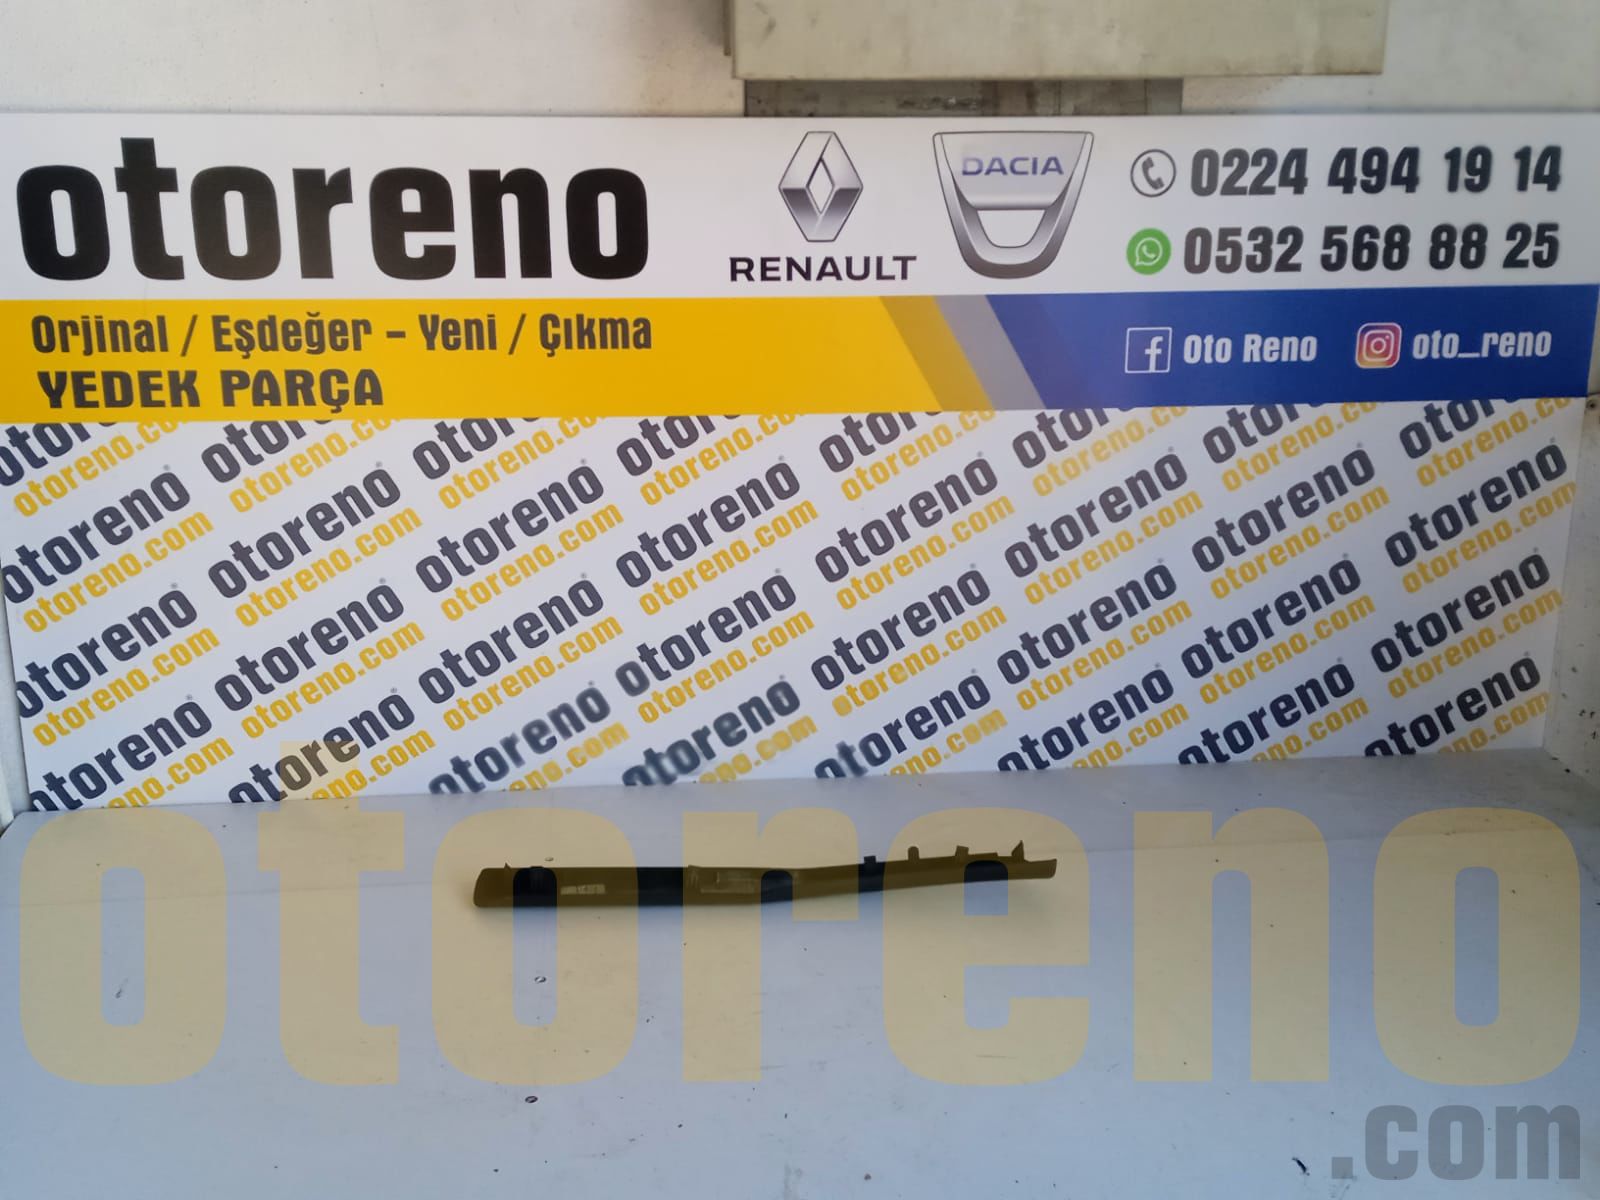 otoreno
RENAULT
DACIA
0224 494 19 14
0532 568 88 25
Orjinal / Eşdeğer - Yeni / Çıkma
YEDEK PARÇA
Oto Reno
oto_reno
otoreno
otoreno.com
otoreno
.com